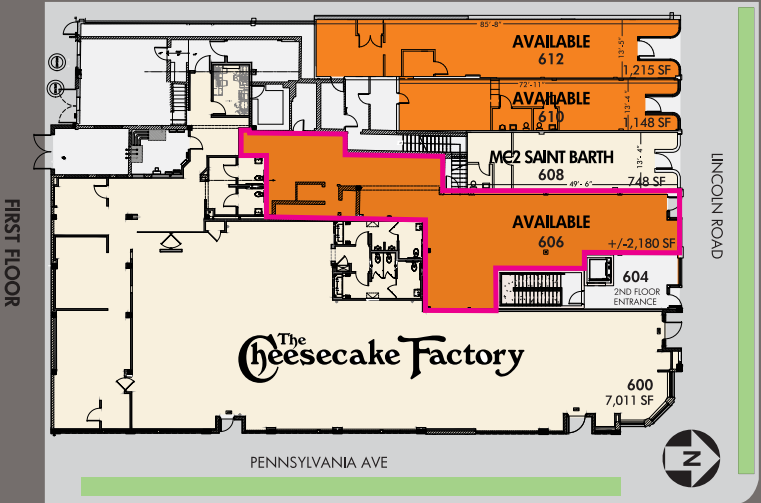 85'-8"
AVAILABLE
612
13'-5"
1,215 SF
72'-11"
AVAILABLE
610
13'-4"
1,148 SF
MC2 SAINT BARTH
608
13'-4"
49'-6"
748 SF
AVAILABLE
606
+/-2,180 SF
604
2ND FLOOR
ENTRANCE
LINCOLN ROAD
FIRST FLOOR
The
Cheesecake Factory
600
7,011 SF
PENNSYLVANIA AVE
N